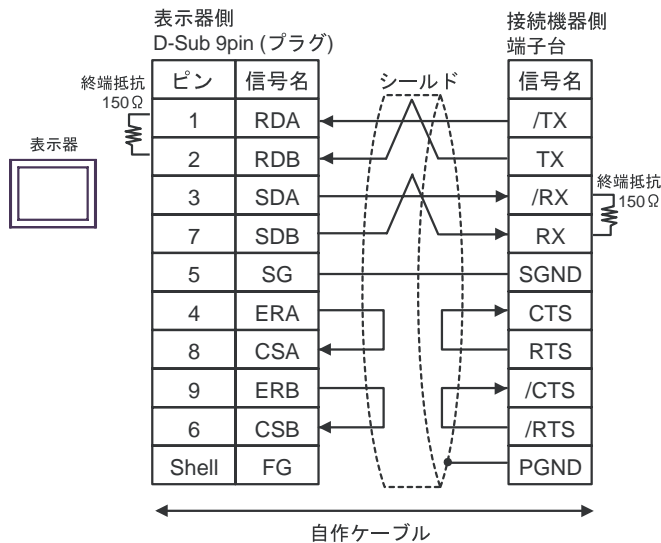 表示器側
D-Sub 9pin (プラグ)
接続機器側
端子台
終端抵抗
150Ω
ピン 信号名 シールド 信号名
1 RDA /TX
2 RDB TX
表示器
3 SDA /RX
終端抵抗
150Ω
7 SDB RX
5 SG SGND
4 ERA CTS
8 CSA RTS
9 ERB /CTS
6 CSB /RTS
Shell FG PGND
自作ケーブル